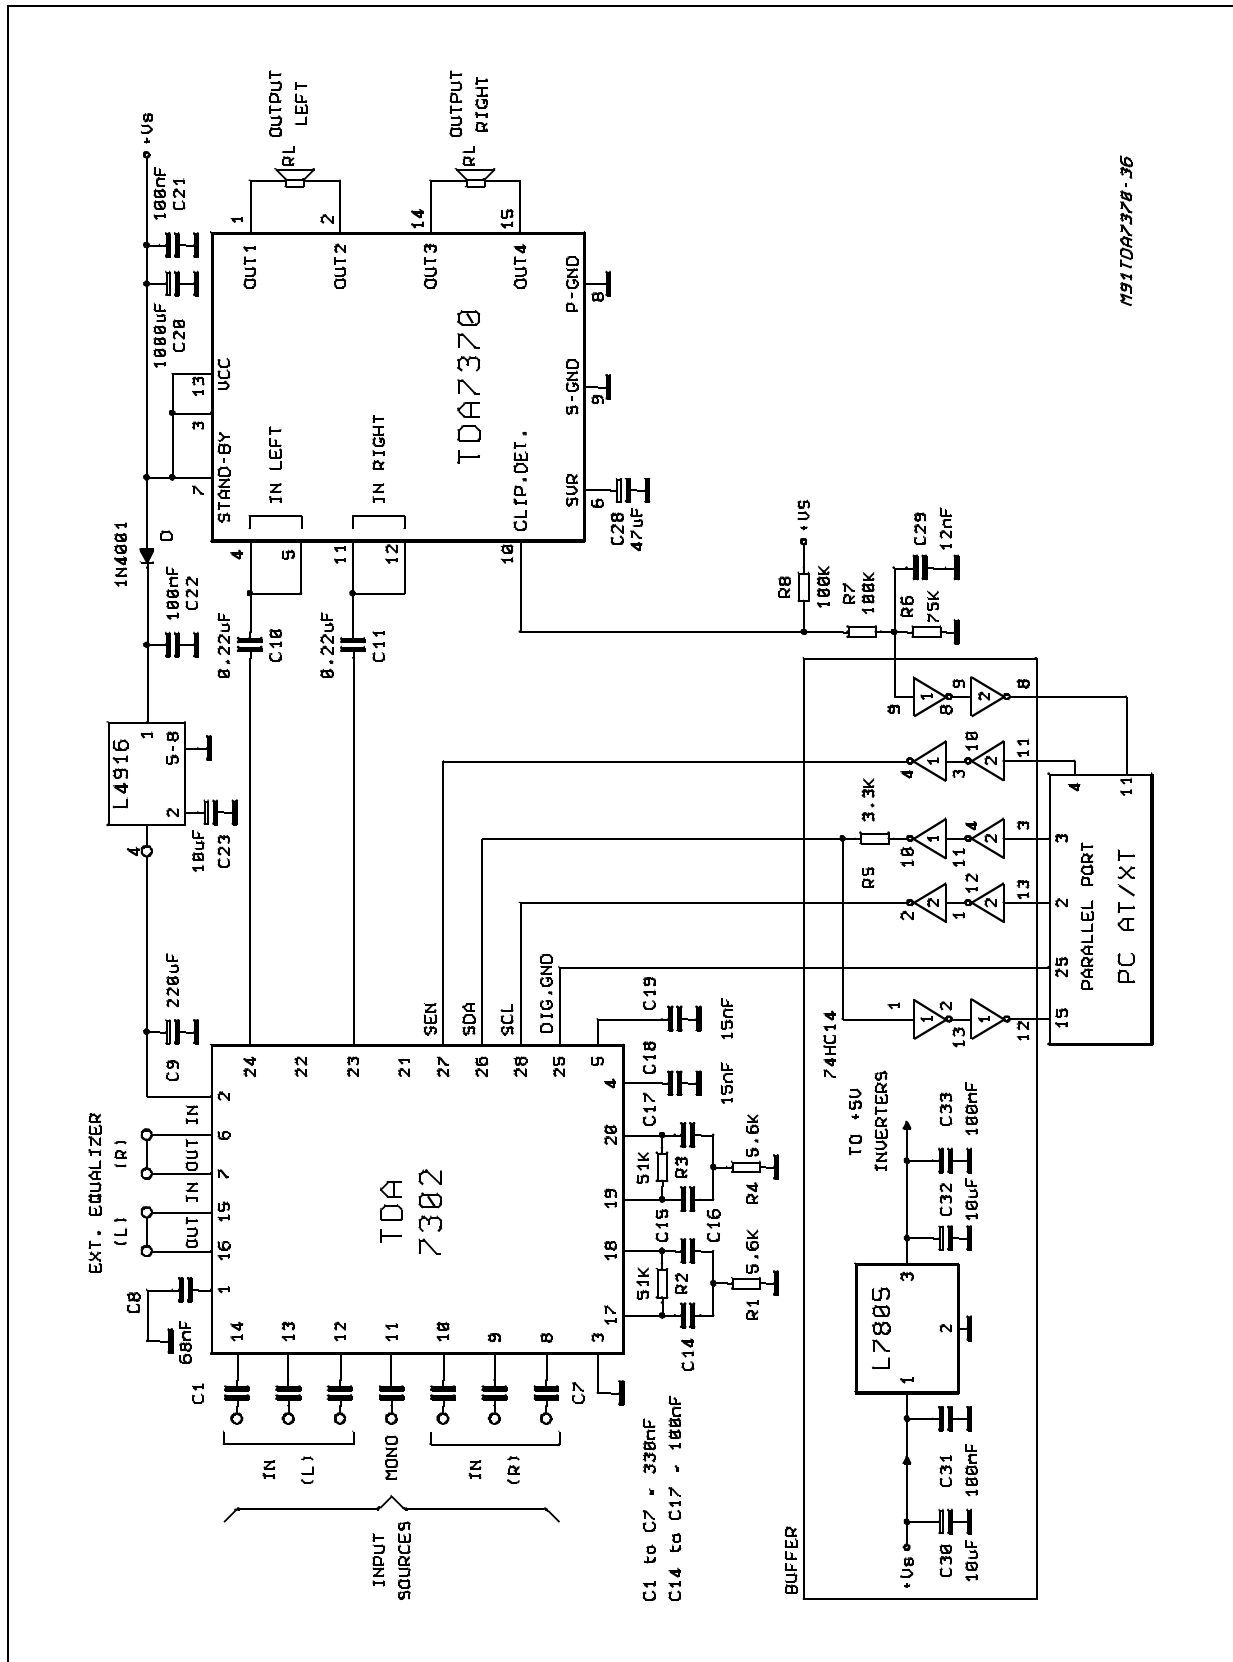 +Vs
100nF
C21
1000uF
C20
1N4001
D
100nF
C22
L4916
1
5-8
2
4
10uF
C23
220uF
C9
EXT. EQUALIZER
(L)
(R)
OUT
IN
OUT
IN
C8
68nF
1
16
15
7
6
2
TDA
7302
14
13
12
11
10
9
8
3
C1
C7
IN
(L)
MONO
IN
(R)
INPUT
SOURCES
24
22
23
21
27
26
28
25
5
4
20
19
18
17
SEN
SDA
SCL
DIG.GND
C19
15nF
C18
15nF
C17
51K
R3
C16
R4
5.6K
C15
51K
R2
C14
R1
5.6K
C1 to C7 = 330nF
C14 to C17 = 100nF
0.22uF
C10
0.22uF
C11
TDA7370
7
STAND-BY
3
13
VCC
4
5
IN LEFT
11
12
IN RIGHT
10
CLIP.DET.
6
SVR
9
S-GND
8
P-GND
OUT1
1
OUT2
2
OUT3
14
OUT4
15
RL
OUTPUT
LEFT
RL
OUTPUT
RIGHT
C28
47uF
+VS
R8
100K
R7
100K
R6
75K
C29
12nF
BUFFER
+Vs
C30
10uF
C31
100nF
L7805
1
2
3
C32
10uF
C33
100nF
TO +5V
INVERTERS
74HC14
1
1
2
13
1
12
2
2
1
12
2
13
R5
3.3K
10
1
11
4
2
3
4
1
3
10
2
11
9
1
8
9
2
8
15
25
2
3
4
11
PARALLEL PORT
PC AT/XT
M91TDA7370-36